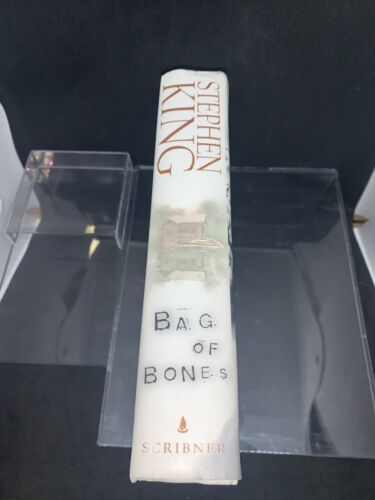 STEPHEN
KING
BAG
OF
BONES
SCRIBNER